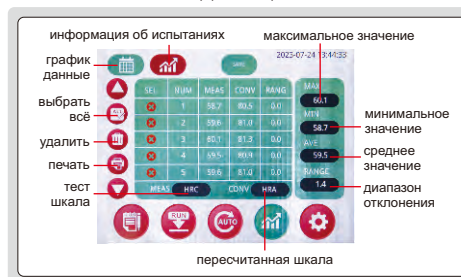 информация об испытаниях
максимальное значение
график
данные
2023-07-24 13:44:33
SEL NUM MEAS CONV RANG
1 58.7 80.5 0.0
2 59.6 81.0 0.0
3 60.1 81.3 0.0
4 59.5 80.9 0.0
5 59.6 81.0 0.0
MEAS HRC CONV HRA
MAX
60.1
MIN
58.7
AVE
59.5
RANGE
1.4
выбрать
всё
удалить
печать
тест
шкала
минимальное
значение
среднее
значение
диапазон
отклонения
RUN
AUTO
пересчитанная шкала